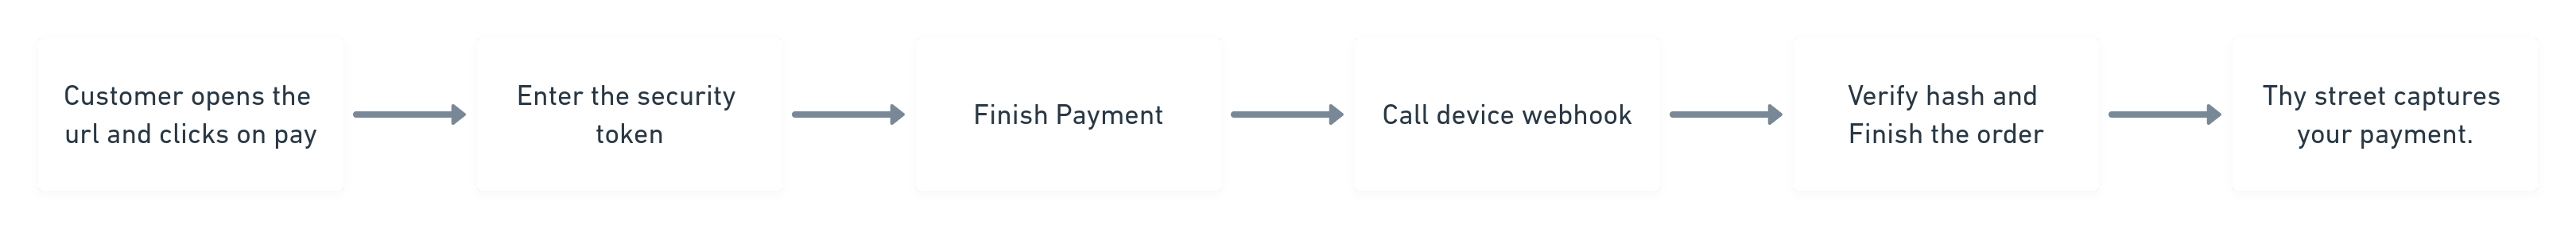 Customer opens the
url and clicks on pay
Enter the security
token
Finish Payment
Call device webhook
Verify hash and
Finish the order
Thy street captures
your payment.